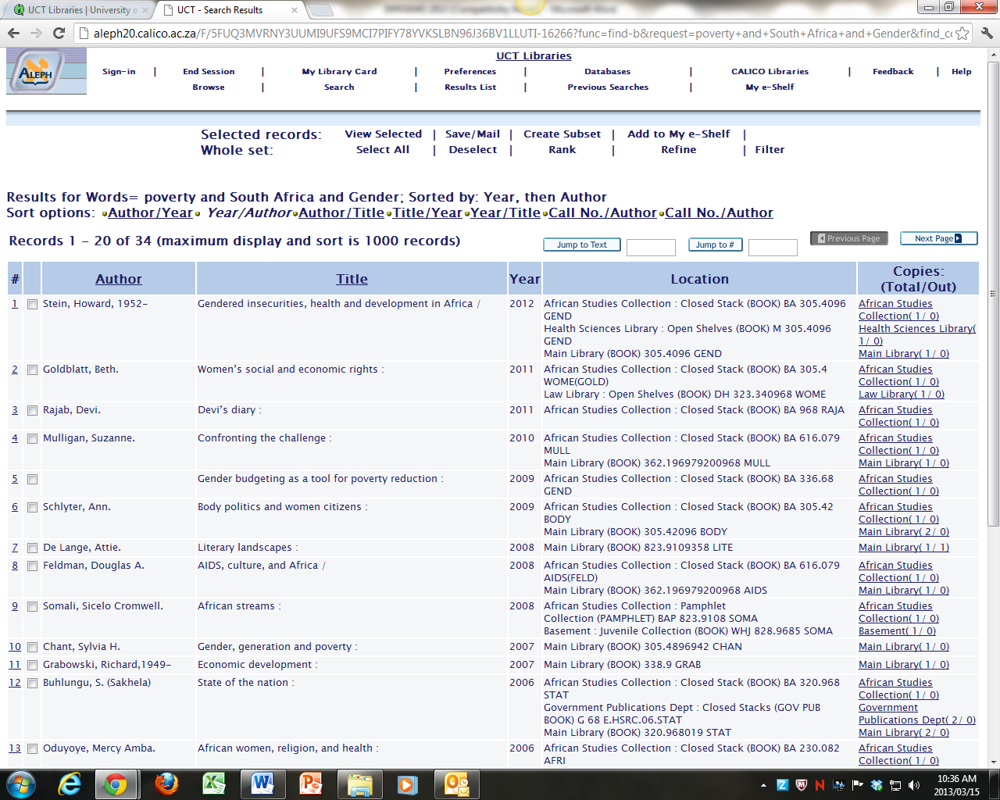 UCT Libraries | University o
UCT - Search Results
aleph20.calico.ac.za/F/5FUQ3MVRNY3UUMI9UFS9MCI7PIFY78YVKSLBN96J36BV1LLUTI-16266?func=find-b&request=poverty+and+South+Africa+and+Gender&find_co
ALEPH
UCT Libraries
Sign-in | End Session | My Library Card | Preferences | Databases | CALICO Libraries | Feedback | Help
Browse | Search | Results List | Previous Searches | My e-Shelf
Selected records: View Selected | Save/Mail | Create Subset | Add to My e-Shelf |
Whole set: Select All | Deselect | Rank | Refine | Filter
Results for Words= poverty and South Africa and Gender; Sorted by: Year, then Author
Sort options: Author/Year Year/Author Author/Title Title/Year Year/Title Call No./Author Call No./Author
Records 1 - 20 of 34 (maximum display and sort is 1000 records) Jump to Text Jump to # Previous Page Next Page
# Author Title Year Location Copies: (Total/Out)
1 Stein, Howard, 1952- Gendered insecurities, health and development in Africa / 2012 African Studies Collection : Closed Stack (BOOK) BA 305.4096 African Studies
GEND Collection( 1/ 0)
Health Sciences Library : Open Shelves (BOOK) M 305.4096 Health Sciences Library(
GEND 1/ 0)
Main Library (BOOK) 305.4096 GEND Main Library( 1/ 0)
2 Goldblatt, Beth. Women's social and economic rights : 2011 African Studies Collection : Closed Stack (BOOK) BA 305.4 African Studies
WOME(GOLD) Collection( 1/ 0)
Law Library : Open Shelves (BOOK) DH 323.340968 WOME Law Library( 1/ 0)
3 Rajab, Devi. Devi's diary : 2011 African Studies Collection : Closed Stack (BOOK) BA 968 RAJA African Studies
Collection( 1/ 0)
4 Mulligan, Suzanne. Confronting the challenge : 2010 African Studies Collection : Closed Stack (BOOK) BA 616.079 African Studies
MULL Collection( 1/ 0)
Main Library (BOOK) 362.196979200968 MULL Main Library( 1/ 0)
5 Gender budgeting as a tool for poverty reduction : 2009 African Studies Collection : Closed Stack (BOOK) BA 336.68 African Studies
GEND Collection( 1/ 0)
6 Schlyter, Ann. Body politics and women citizens : 2009 African Studies Collection : Closed Stack (BOOK) BA 305.42 African Studies
BODY Collection( 1/ 0)
Main Library (BOOK) 305.42096 BODY Main Library( 2/ 0)
7 De Lange, Attie. Literary landscapes : 2008 Main Library (BOOK) 823.9109358 LITE Main Library( 1/ 1)
8 Feldman, Douglas A. AIDS, culture, and Africa / 2008 African Studies Collection : Closed Stack (BOOK) BA 616.079 African Studies
AIDS(FELD) Collection( 1/ 0)
Main Library (BOOK) 362.196979200968 AIDS Main Library( 1/ 0)
9 Somali, Sicelo Cromwell. African streams : 2008 African Studies Collection : Pamphlet African Studies
Collection (PAMPHLET) BAP 823.9108 SOMA Collection( 1/ 0)
Basement : Juvenile Collection (BOOK) WHJ 828.9685 SOMA Basement( 1/ 0)
10 Chant, Sylvia H. Gender, generation and poverty : 2007 Main Library (BOOK) 305.4896942 CHAN Main Library( 1/ 0)
11 Grabowski, Richard,1949- Economic development : 2007 Main Library (BOOK) 338.9 GRAB Main Library( 1/ 0)
12 Buhlungu, S. (Sakhela) State of the nation : 2006 African Studies Collection : Closed Stack (BOOK) BA 320.968 African Studies
STAT Collection( 1/ 0)
Government Publications Dept : Closed Stacks (GOV PUB Government
BOOK) G 68 E.HSRC.06.STAT Publications Dept( 2/ 0)
Main Library (BOOK) 320.968019 STAT Main Library( 2/ 0)
13 Oduyoye, Mercy Amba. African women, religion, and health : 2006 African Studies Collection : Closed Stack (BOOK) BA 230.082 African Studies
AFRI Collection( 1/ 0)
10:36 AM
2013/03/15